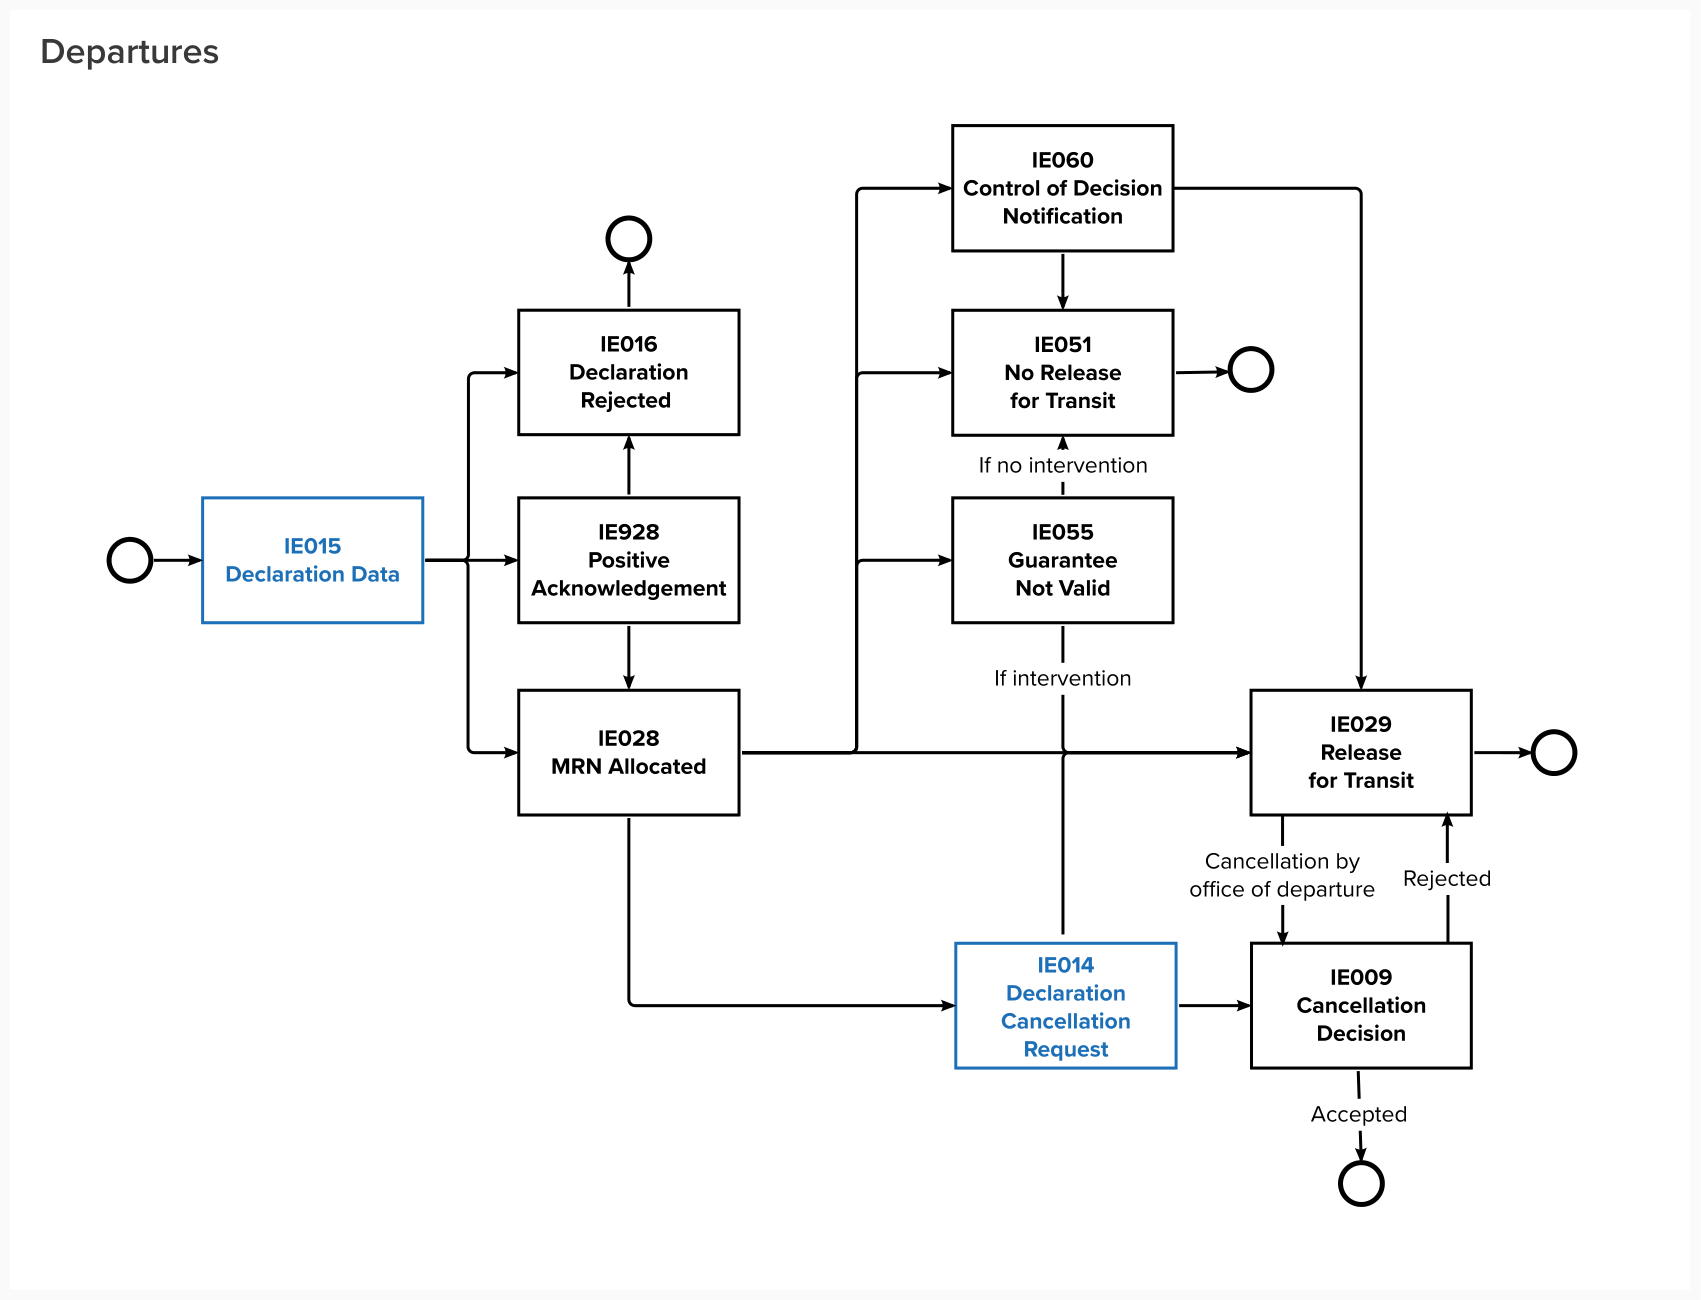 Departures
IE060
Control of Decision
Notification
IE016
Declaration
Rejected
IE051
No Release
for Transit
If no intervention
IE015
Declaration Data
IE928
Positive
Acknowledgement
IE055
Guarantee
Not Valid
If intervention
IE028
MRN Allocated
IE029
Release
for Transit
Cancellation by
office of departure
Rejected
IE014
Declaration
Cancellation
Request
IE009
Cancellation
Decision
Accepted